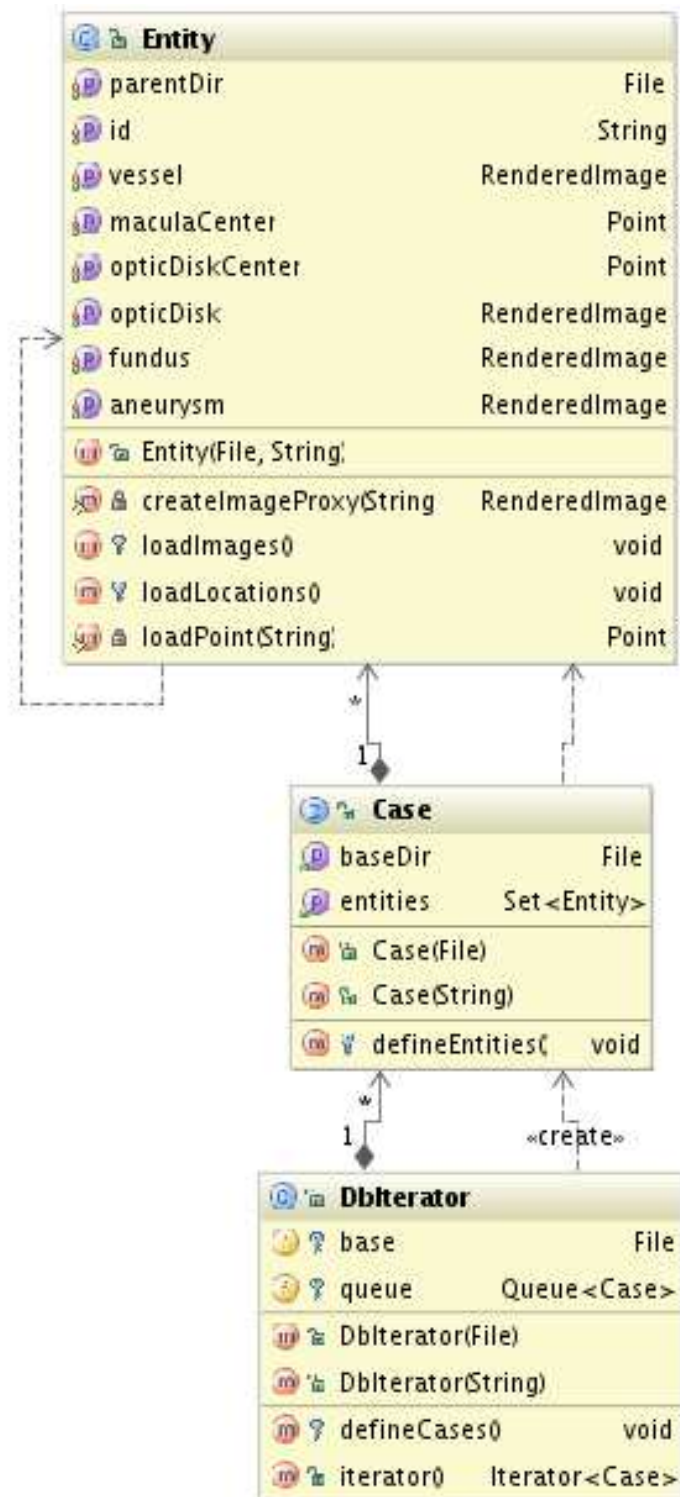 Entity
parentDir File
id String
vessel RenderedImage
maculaCenter Point
opticDiskCenter Point
opticDisk RenderedImage
fundus RenderedImage
aneurysm RenderedImage
Entity(File, String)
createImageProxy(String RenderedImage
loadImages() void
loadLocations() void
loadPoint(String) Point
*
1
Case
baseDir File
entities Set<Entity>
Case(File)
Case(String)
defineEntities( void
*
1 «create»
DbIterator
base File
queue Queue<Case>
DbIterator(File)
DbIterator(String)
defineCases() void
iterator() Iterator<Case>